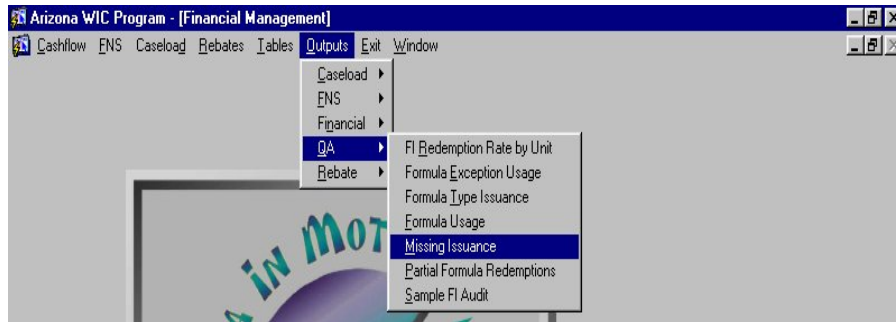 Arizona WIC Program - [Financial Management]
Cashflow FNS Caseload Rebates Tables Outputs Exit Window
Caseload
FNS
Financial
QA
Rebate
FI Redemption Rate by Unit
Formula Exception Usage
Formula Type Issuance
Formula Usage
Missing Issuance
Partial Formula Redemptions
Sample FI Audit
IN MOT